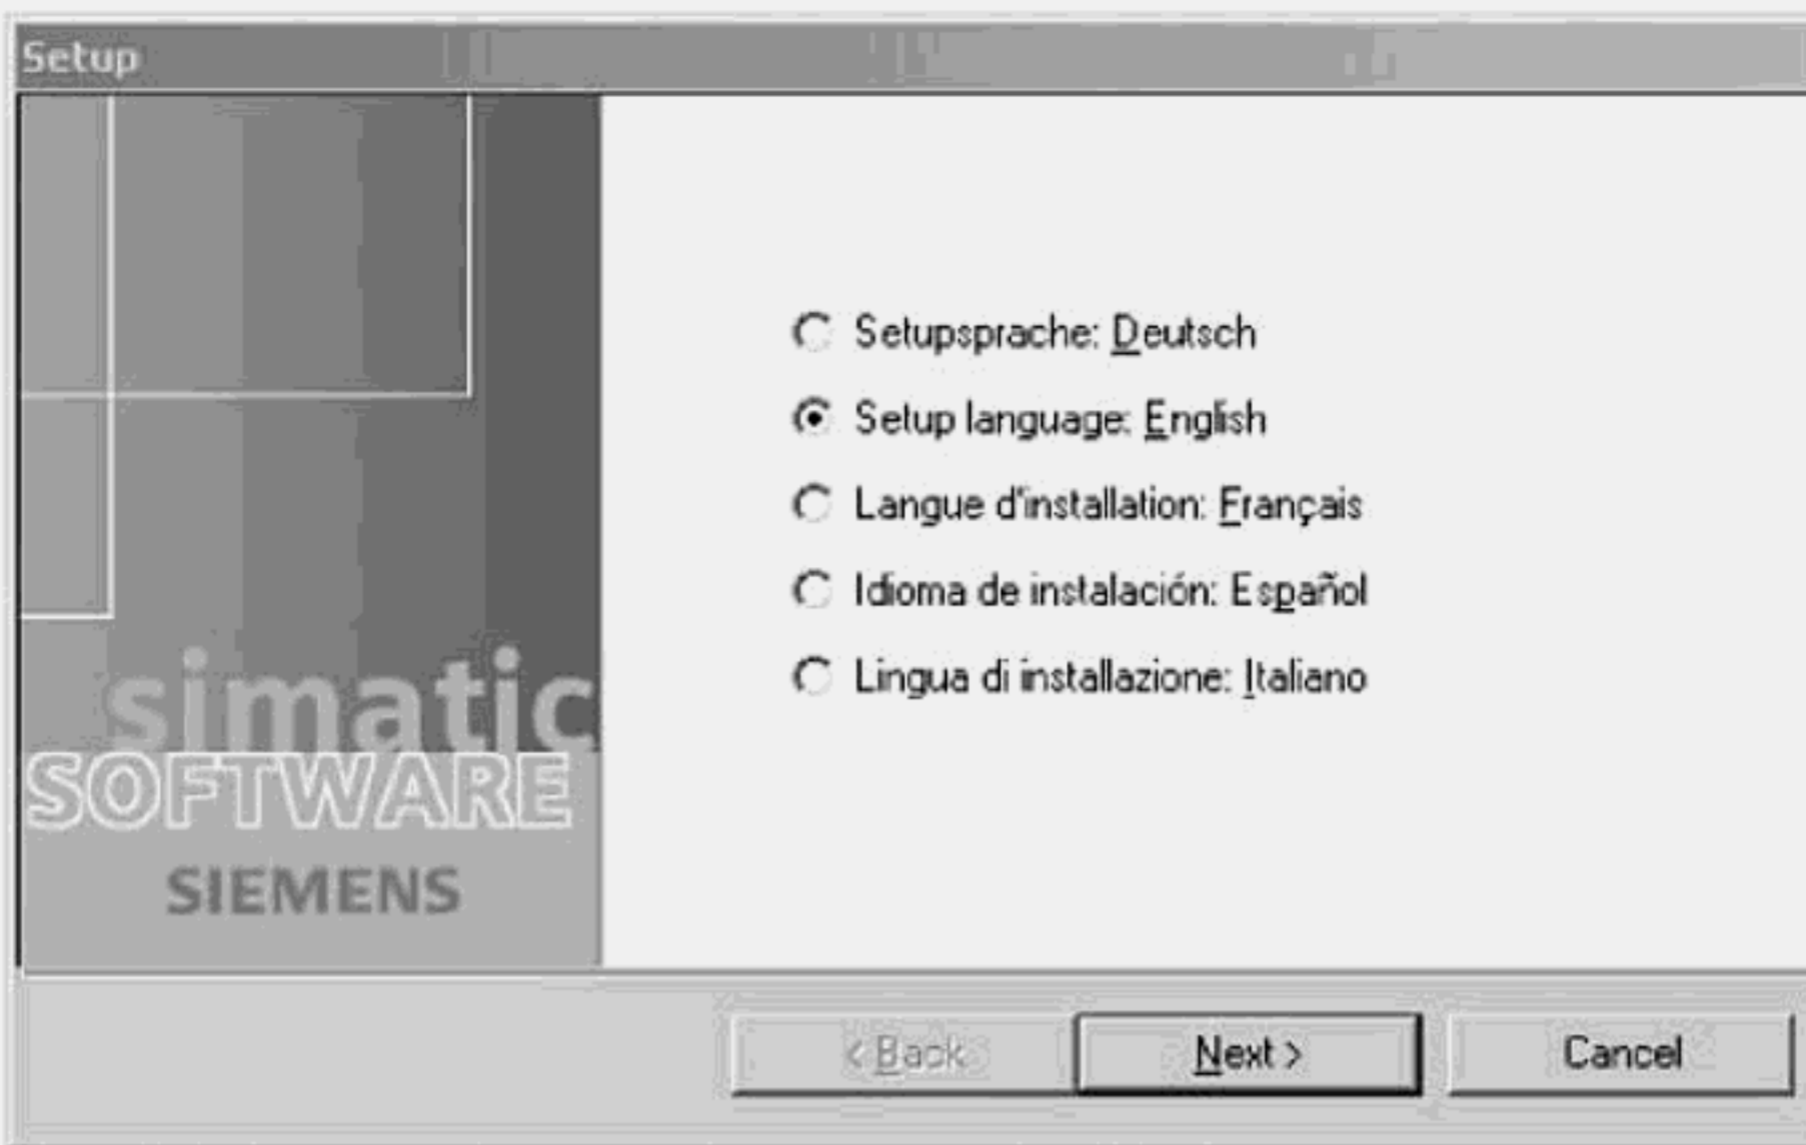 Setup
Setupsprache: Deutsch
Setup language: English
Langue d'installation: Français
Idioma de instalación: Español
Lingua di installazione: Italiano
simatic
SOFTWARE
SIEMENS
< Back
Next >
Cancel